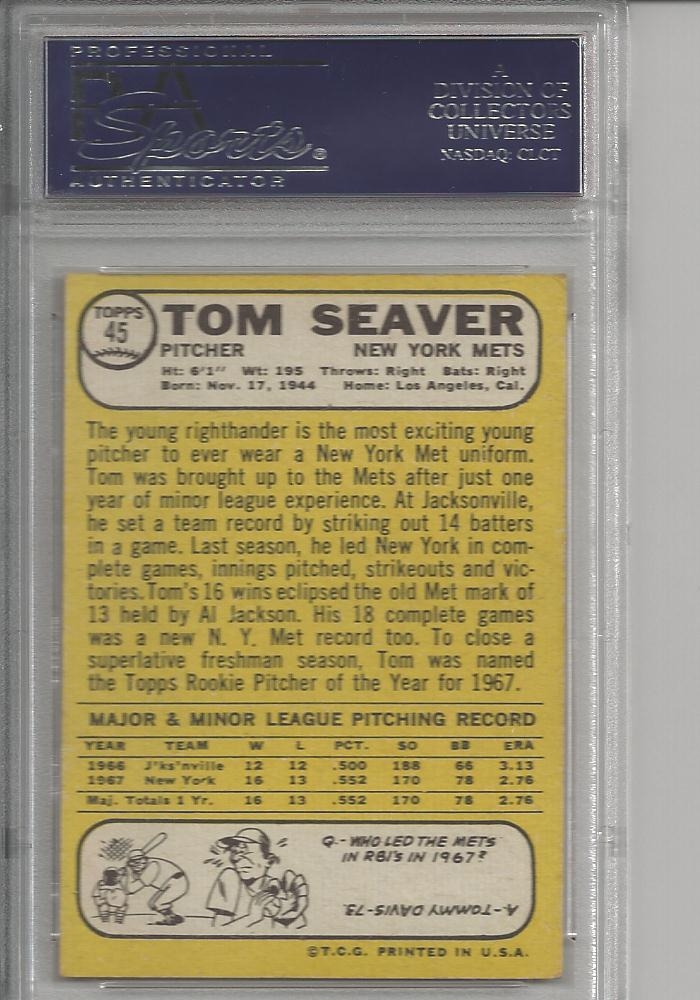 PROFESSIONAL
PSA
Sports®
AUTHENTICATOR
A
DIVISION OF
COLLECTORS
UNIVERSE
NASDAQ: CLCT
TOPPS
45
TOM SEAVER
PITCHER NEW YORK METS
Ht: 6'1" Wt: 195 Throws: Right Bats: Right
Born: Nov. 17, 1944 Home: Los Angeles, Cal.
The young righthander is the most exciting young
pitcher to ever wear a New York Met uniform.
Tom was brought up to the Mets after just one
year of minor league experience. At Jacksonville,
he set a team record by striking out 14 batters
in a game. Last season, he led New York in com-
plete games, innings pitched, strikeouts and vic-
tories. Tom's 16 wins eclipsed the old Met mark of
13 held by Al Jackson. His 18 complete games
was a new N. Y. Met record too. To close a
superlative freshman season, Tom was named
the Topps Rookie Pitcher of the Year for 1967.
MAJOR & MINOR LEAGUE PITCHING RECORD
YEAR TEAM W L PCT. SO BB ERA
1966 J'ks'nville 12 12 .500 188 66 3.13
1967 New York 16 13 .552 170 78 2.76
Maj. Totals 1 Yr. 16 13 .552 170 78 2.76
Q.- WHO LED THE METS
IN RBI'S IN 1967?
A-TOMMY DAVIS-73.
©T.C.G. PRINTED IN U.S.A.